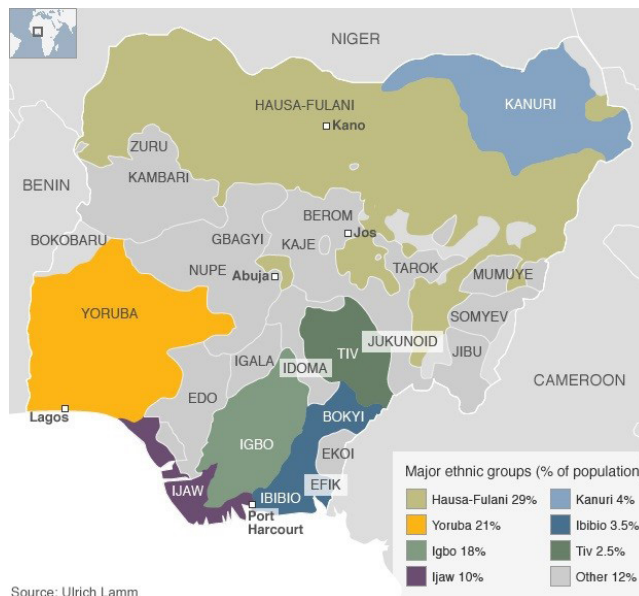 NIGER
KANURI
HAUSA-FULANI
Kano
ZURU
KAMBARI
BENIN
BEROM
BOKOBARU
GBAGYI
Jos
KAJE
NUPE
Abuja
TAROK
MUMUYE
YORUBA
SOMYEV
JUKUNOID
TIV
JIBU
IGALA
IDOMA
CAMEROON
EDO
Lagos
BOKYI
IGBO
EKOI
IJAW
IBIBIO
EFIK
Port
Harcourt
Major ethnic groups (% of population
Hausa-Fulani 29%
Kanuri 4%
Yoruba 21%
Ibibio 3.5%
Igbo 18%
Tiv 2.5%
Ijaw 10%
Other 12%
Source: Ulrich Lamm